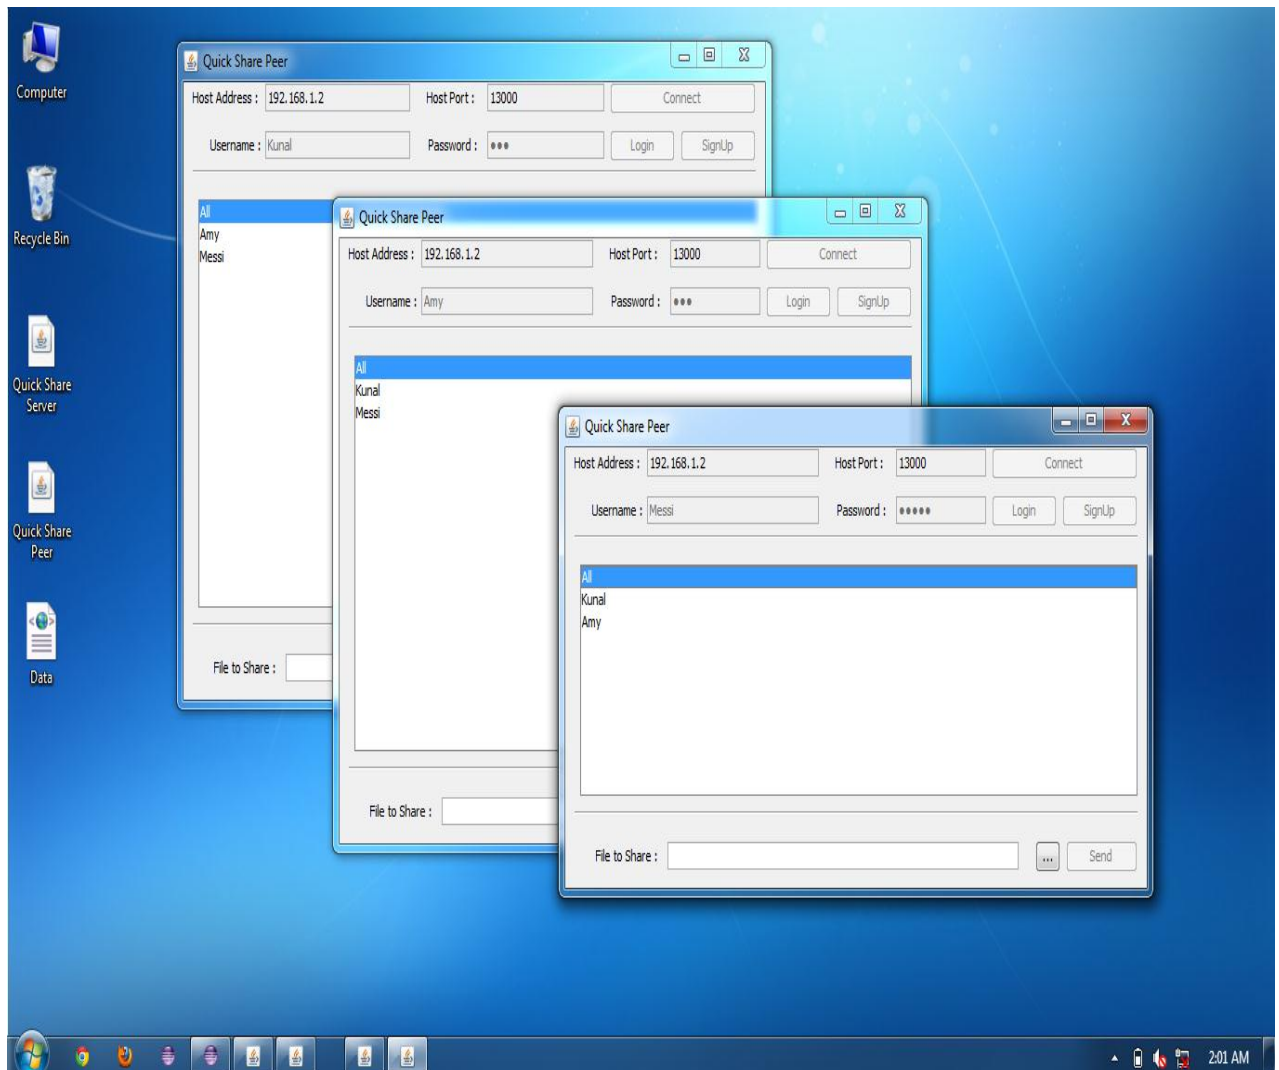 Computer
Recycle Bin
Quick Share
Server
Quick Share
Peer
Data
Quick Share Peer
Host Address : 192.168.1.2 Host Port : 13000 Connect
Username : Kunal Password : ●●● Login SignUp
All
Amy
Messi
File to Share :
Quick Share Peer
Host Address : 192.168.1.2 Host Port : 13000 Connect
Username : Amy Password : ●●● Login SignUp
All
Kunal
Messi
File to Share :
Quick Share Peer
Host Address : 192.168.1.2 Host Port : 13000 Connect
Username : Messi Password : ●●●●● Login SignUp
All
Kunal
Amy
File to Share : ... Send
2:01 AM